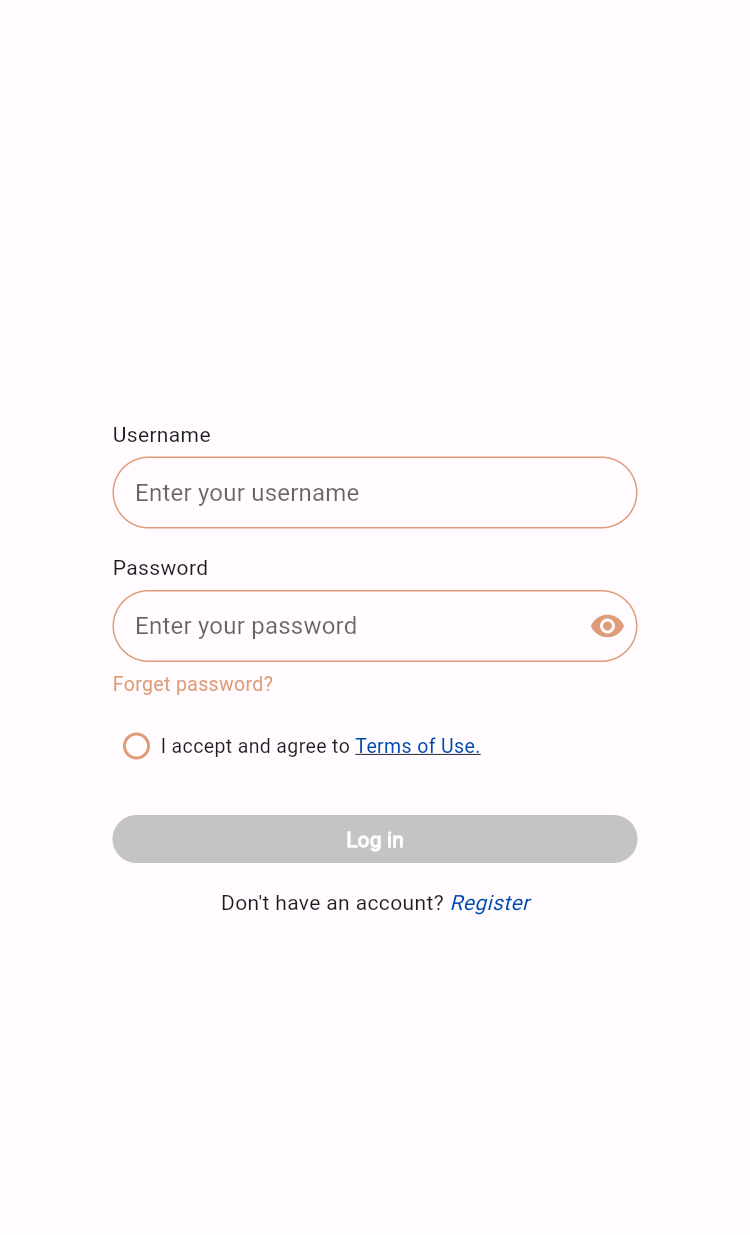 Username
Enter your username
Password
Enter your password
Forget password?
I accept and agree to Terms of Use.
Log in
Don't have an account? Register